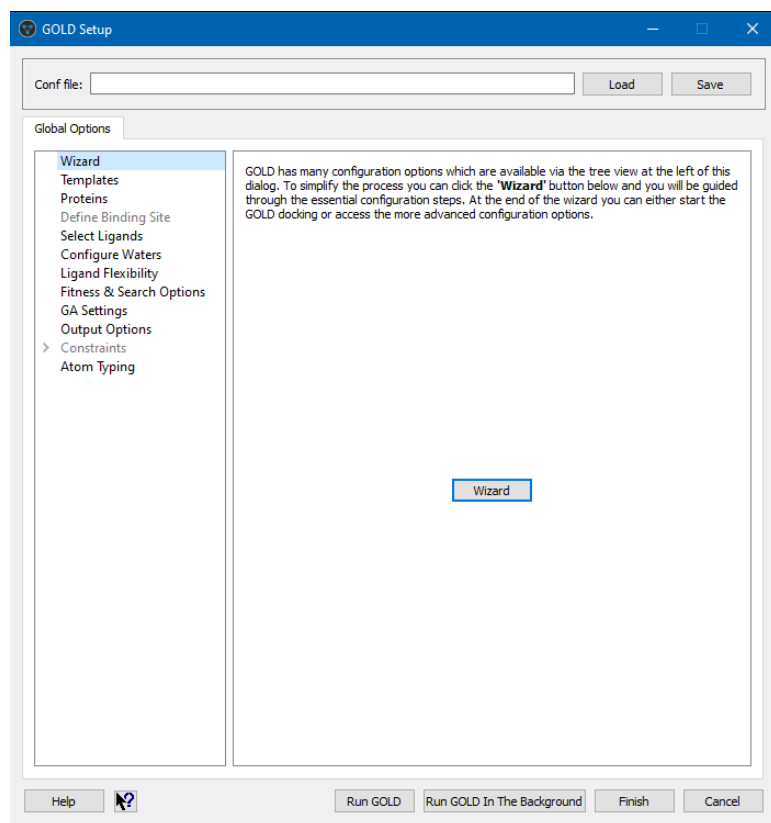 GOLD Setup
Conf file:
Load
Save
Global Options
Wizard
Templates
Proteins
Define Binding Site
Select Ligands
Configure Waters
Ligand Flexibility
Fitness & Search Options
GA Settings
Output Options
Constraints
Atom Typing
GOLD has many configuration options which are available via the tree view at the left of this
dialog. To simplify the process you can click the 'Wizard' button below and you will be guided
through the essential configuration steps. At the end of the wizard you can either start the
GOLD docking or access the more advanced configuration options.
Wizard
Help
Run GOLD
Run GOLD In The Background
Finish
Cancel